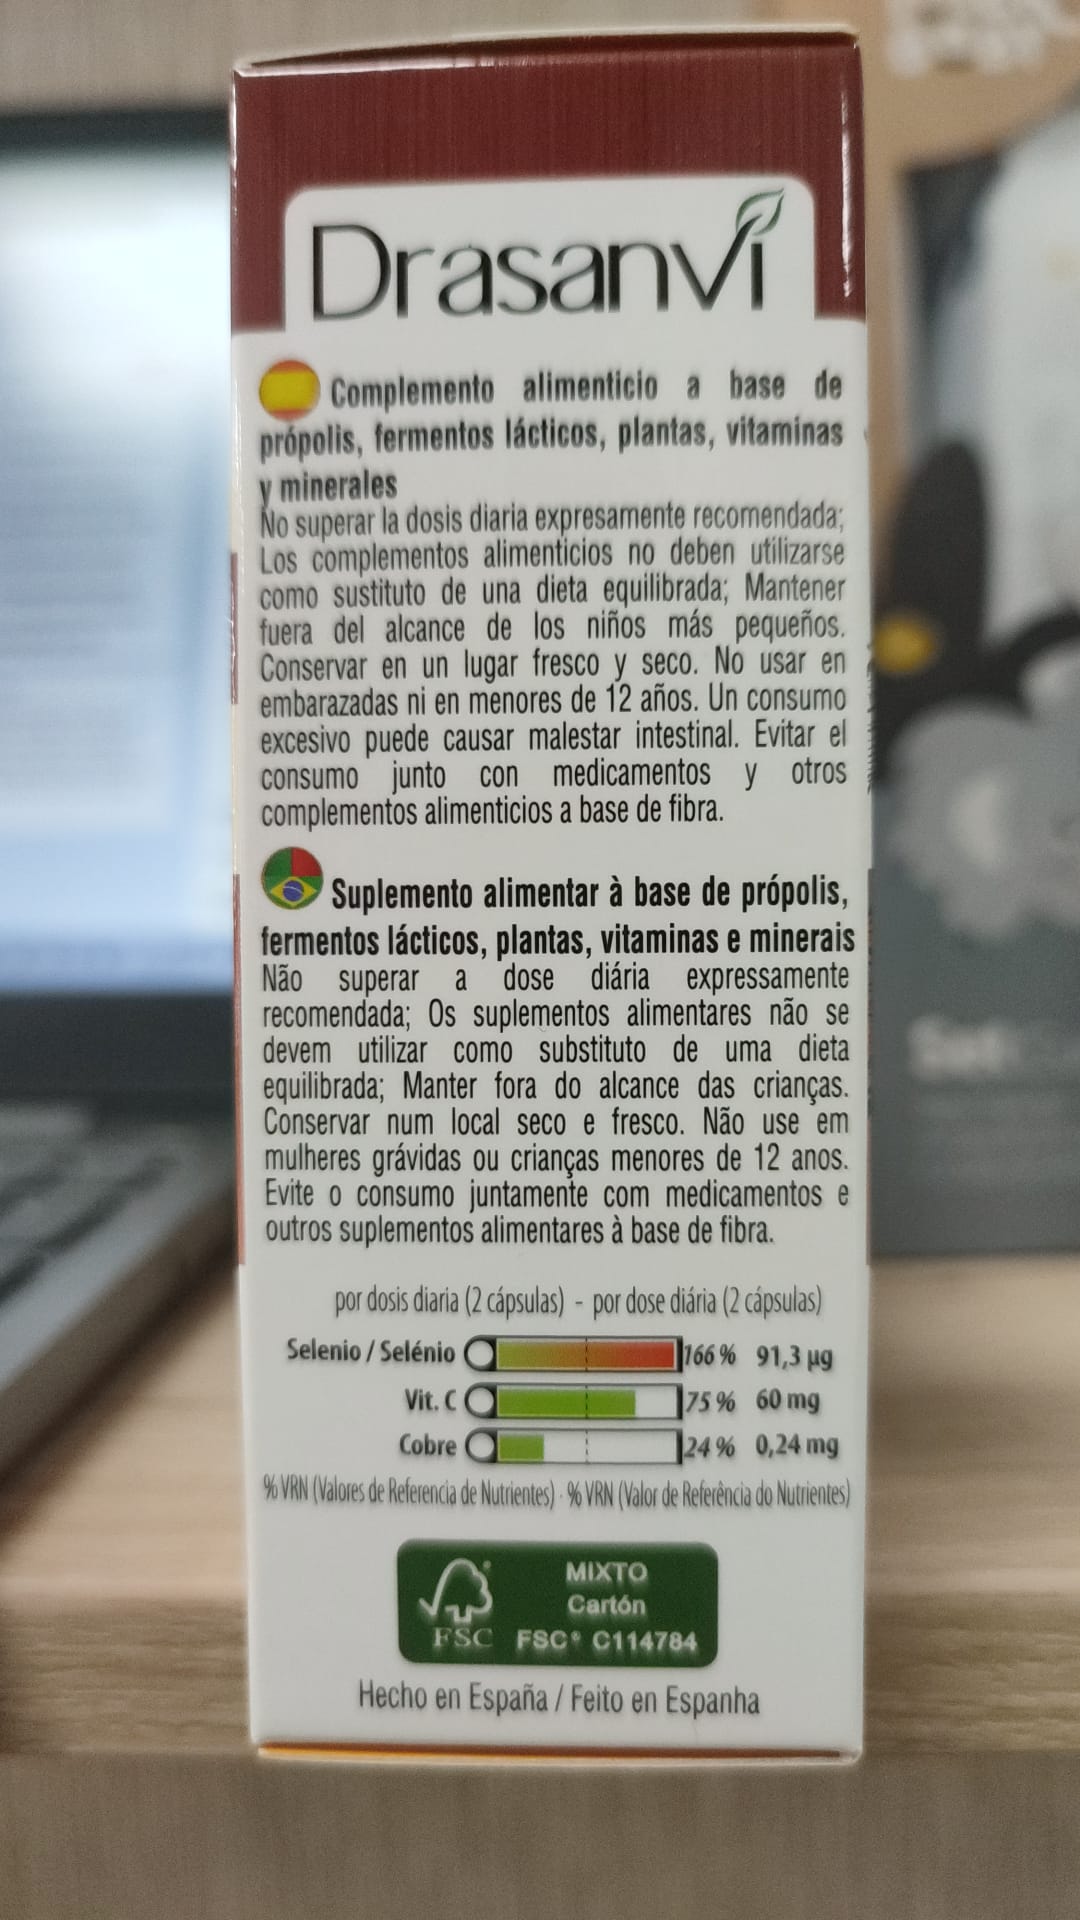 Drasanvi
Complemento alimenticio a base de
própolis, fermentos lácticos, plantas, vitaminas
y minerales
No superar la dosis diaria expresamente recomendada;
Los complementos alimenticios no deben utilizarse
como sustituto de una dieta equilibrada; Mantener
fuera del alcance de los niños más pequeños.
Conservar en un lugar fresco y seco. No usar en
embarazadas ni en menores de 12 años. Un consumo
excesivo puede causar malestar intestinal. Evitar el
consumo junto con medicamentos y otros
complementos alimenticios a base de fibra.
Suplemento alimentar à base de própolis,
fermentos lácticos, plantas, vitaminas e minerais
Não superar a dose diária expressamente
recomendada; Os suplementos alimentares não se
devem utilizar como substituto de uma dieta
equilibrada; Manter fora do alcance das crianças.
Conservar num local seco e fresco. Não use em
mulheres grávidas ou crianças menores de 12 anos.
Evite o consumo juntamente com medicamentos e
outros suplementos alimentares à base de fibra.
por dosis diaria (2 cápsulas) - por dose diária (2 cápsulas)
Selenio / Selénio 166% 91,3 µg
Vit. C 75% 60 mg
Cobre 24% 0,24 mg
% VRN (Valores de Referencia de Nutrientes) · % VRN (Valor de Referência do Nutrientes)
MIXTO
Cartón
FSC FSC® C114784
Hecho en España / Feito en Espanha